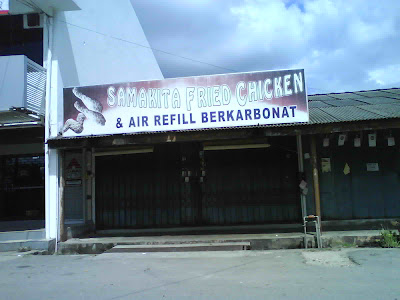 SAMAKITA FRIED CHICKEN
& AIR REFILL BERKARBONAT